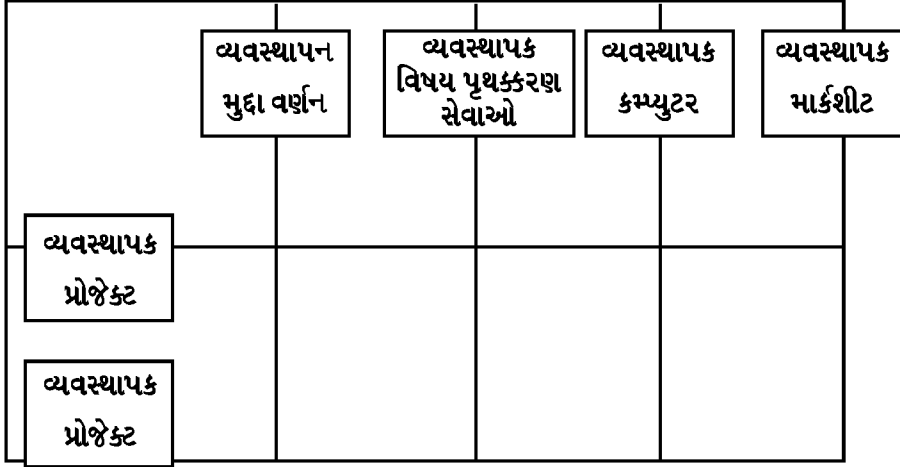 વ્યવસ્થાપન
મુદ્દા વર્ણન
વ્યવસ્થાપક
વિષય પૃથક્કરણ
સેવાઓ
વ્યવસ્થાપક
કમ્પ્યુટર
વ્યવસ્થાપક
માર્કશીટ
વ્યવસ્થાપક
પ્રોજેક્ટ
વ્યવસ્થાપક
પ્રોજેક્ટ